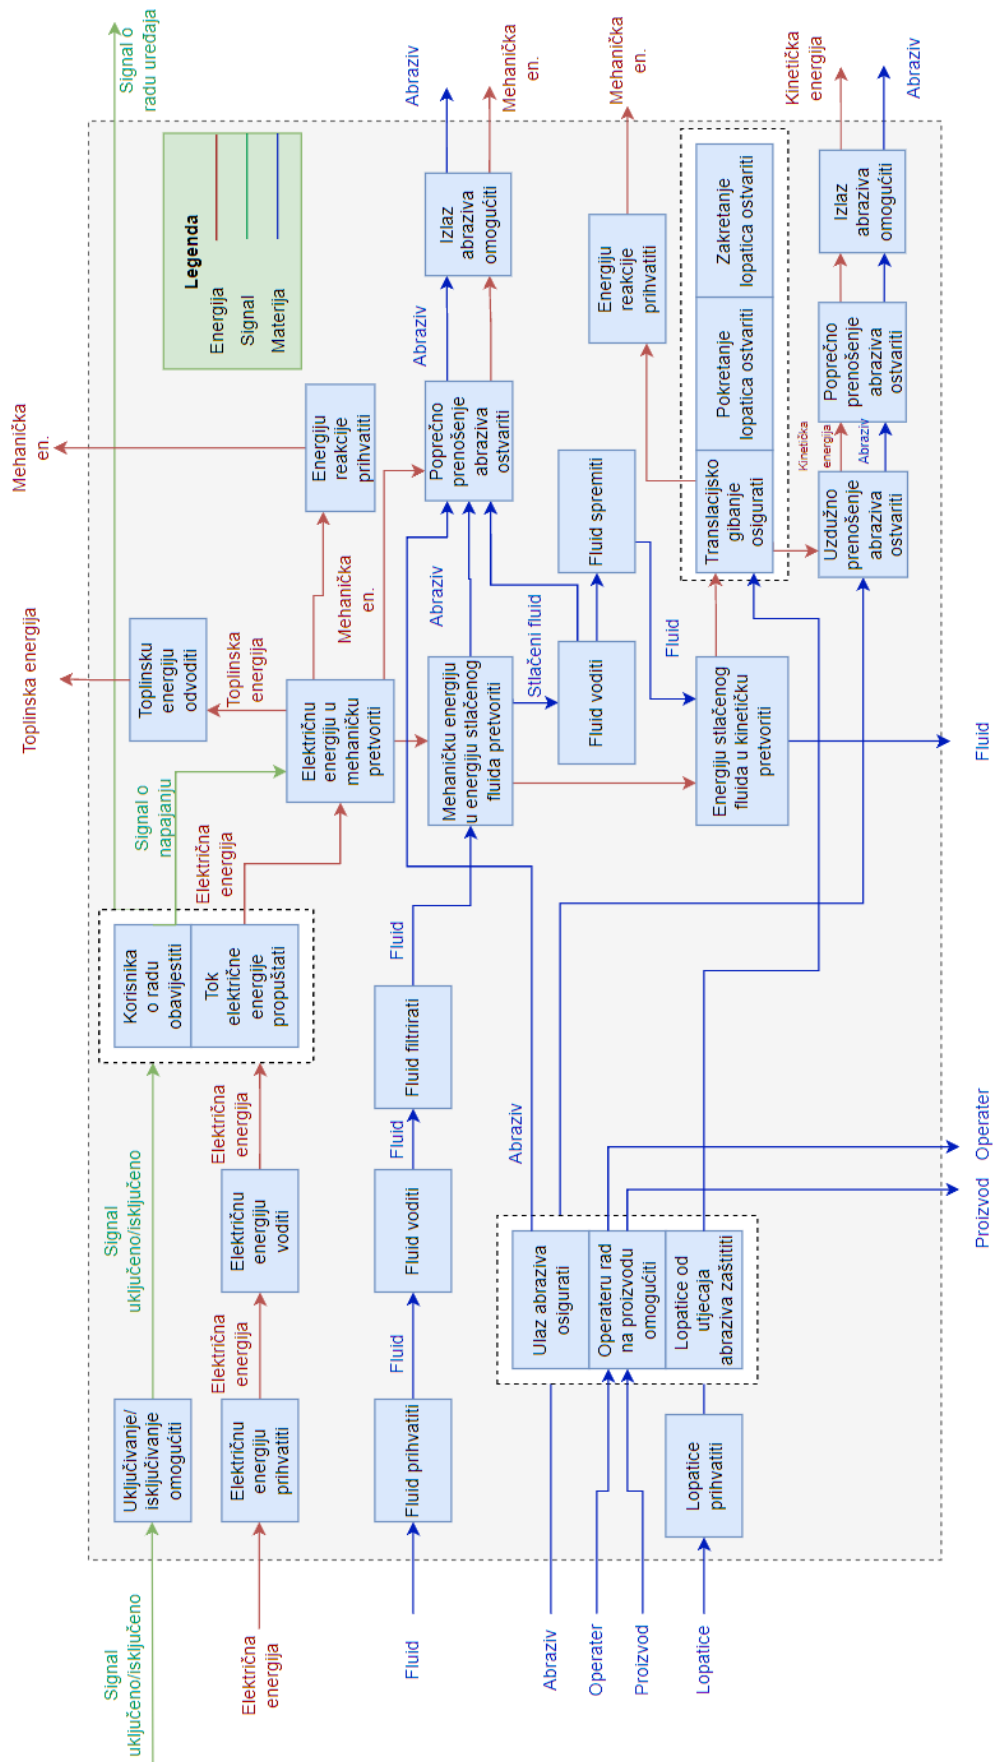 Signal
uključeno/isključeno
Električna
energija
Fluid
Abraziv
Operater
Proizvod
Lopatice
Uključivanje/
isključivanje
omogućiti
Električnu
energiju
prihvatiti
Fluid prihvatiti
Lopatice
prihvatiti
Signal
uključeno/isključeno
Električna
energija
Električnu
energiju
voditi
Električna
energija
Fluid
Fluid voditi
Fluid
Fluid filtrirati
Fluid
Ulaz abraziva
osigurati
Operateru rad
na proizvodu
omogućiti
Lopatice od
utjecaja
abraziva zaštititi
Abraziv
Proizvod
Operater
Korisnika
o radu
obavijestiti
Tok
električne
energije
propuštati
Signal o
napajanju
Električna
energija
Električnu
energiju u
mehaničku
pretvoriti
Toplinska
energija
Toplinsku
energiju
odvoditi
Toplinska energija
Mehanička
en.
Energiju
reakcije
prihvatiti
Mehanička
en.
Mehaničku energiju
u energiju stlačenog
fluida pretvoriti
Abraziv
Stlačeni fluid
Fluid voditi
Fluid spremiti
Fluid
Energiju stlačenog
fluida u kinetičku
pretvoriti
Fluid
Poprečno
prenošenje
abraziva
ostvariti
Abraziv
Izlaz
abraziva
omogućiti
Abraziv
Mehanička
en.
Translacijsko
gibanje
osigurati
Pokretanje
lopatica ostvariti
Zakretanje
lopatica ostvariti
Energiju
reakcije
prihvatiti
Mehanička
en.
Uzdužno
prenošenje
abraziva
ostvariti
Kinetička
energija
Abraziv
Poprečno
prenošenje
abraziva
ostvariti
Izlaz
abraziva
omogućiti
Kinetička
energija
Abraziv
Legenda
Energija
Signal
Materija
Signal o
radu uređaja